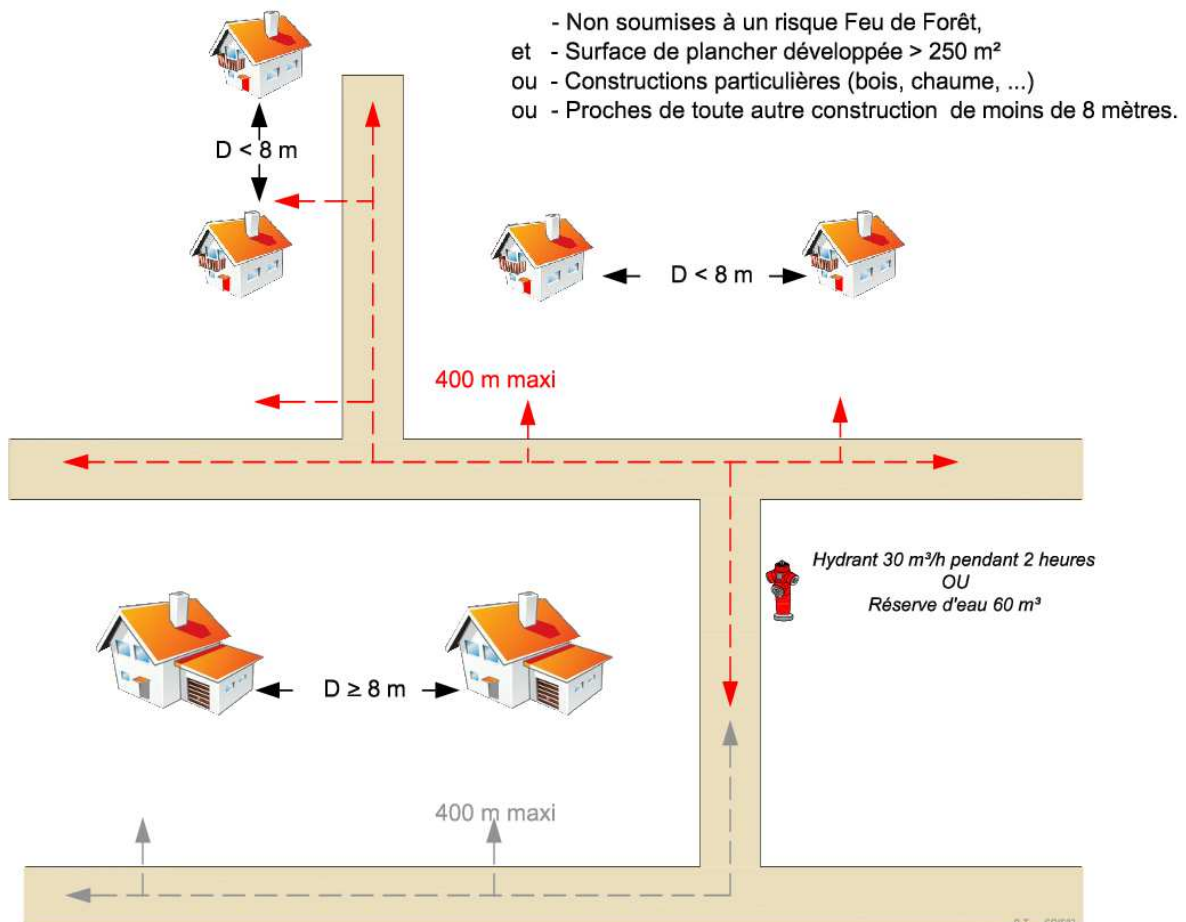 - Non soumises à un risque Feu de Forêt,
et - Surface de plancher développée > 250 m²
ou - Constructions particulières (bois, chaume, ...)
ou - Proches de toute autre construction de moins de 8 mètres.
D < 8 m
D < 8 m
400 m maxi
Hydrant 30 m³/h pendant 2 heures
OU
Réserve d'eau 60 m³
D ≥ 8 m
400 m maxi